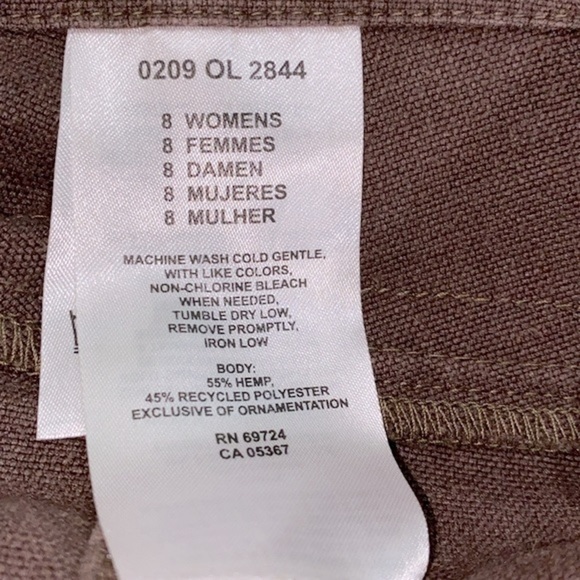 0209 OL 2844
8 WOMENS
8 FEMMES
8 DAMEN
8 MUJERES
8 MULHER
MACHINE WASH COLD GENTLE,
WITH LIKE COLORS,
NON-CHLORINE BLEACH
WHEN NEEDED,
TUMBLE DRY LOW,
REMOVE PROMPTLY,
IRON LOW
BODY:
55% HEMP,
45% RECYCLED POLYESTER
EXCLUSIVE OF ORNAMENTATION
RN 69724
CA 05367